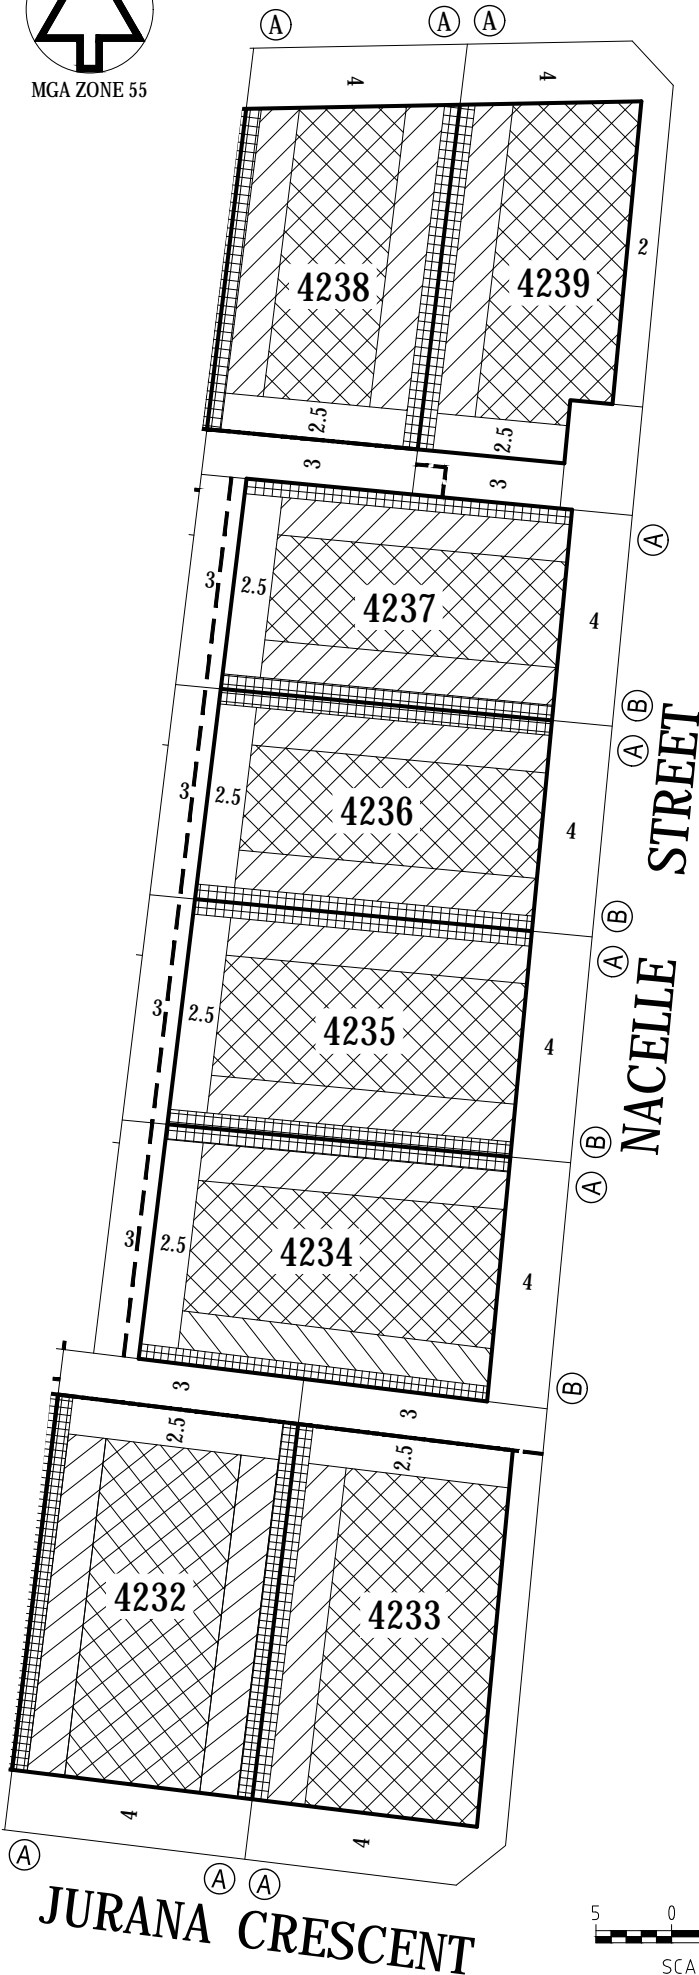 MGA ZONE 55
A A A
4 4
4238 4239
2
2.5 2.5
3 3
A
3 2.5 4237 4
B
A
3 2.5 4236 4
B
A
3 2.5 4235 4
B
A
3 2.5 4234 4
B
NACELLE STREET
3 3
2.5 2.5
4232 4233
4 4
A A A
JURANA CRESCENT
5 0
SCA